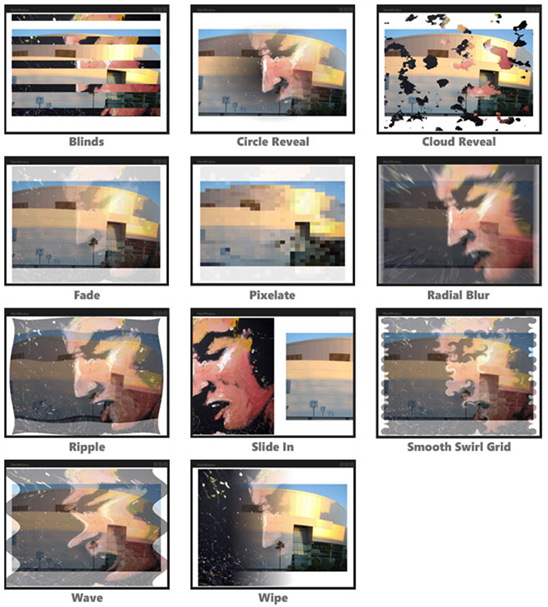 Blinds
Circle Reveal
Cloud Reveal
Fade
Pixelate
Radial Blur
Ripple
Slide In
Smooth Swirl Grid
Wave
Wipe